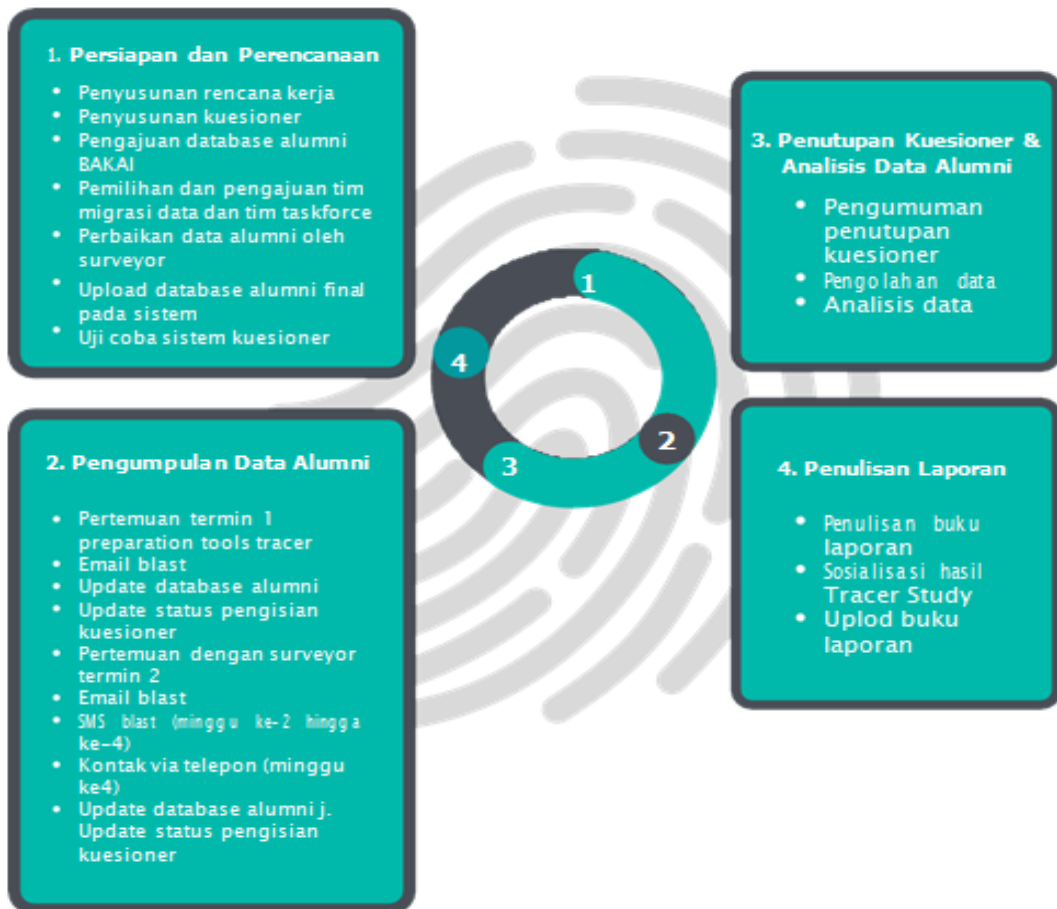 1. Persiapan dan Perencanaan
• Penyusunan rencana kerja
• Penyusunan kuesioner
• Pengajuan database alumni
BAKAI
• Pemilihan dan pengajuan tim
migrasi data dan tim taskforce
• Perbaikan data alumni oleh
surveyor
• Upload database alumni final
pada sistem
• Uji coba sistem kuesioner
2. Pengumpulan Data Alumni
• Pertemuan termin 1
preparation tools tracer
• Email blast
• Update database alumni
• Update status pengisian
kuesioner
• Pertemuan dengan surveyor
termin 2
• Email blast
• SMS blast (minggu ke-2 hingga
ke-4)
• Kontak via telepon (minggu
ke4)
• Update database alumni j.
Update status pengisian
kuesioner
1
2
3
4
3. Penutupan Kuesioner &
Analisis Data Alumni
• Pengumuman
penutupan
kuesioner
• Pengolahan data
• Analisis data
4. Penulisan Laporan
• Penulisan buku
laporan
• Sosialisasi hasil
Tracer Study
• Uplod buku
laporan